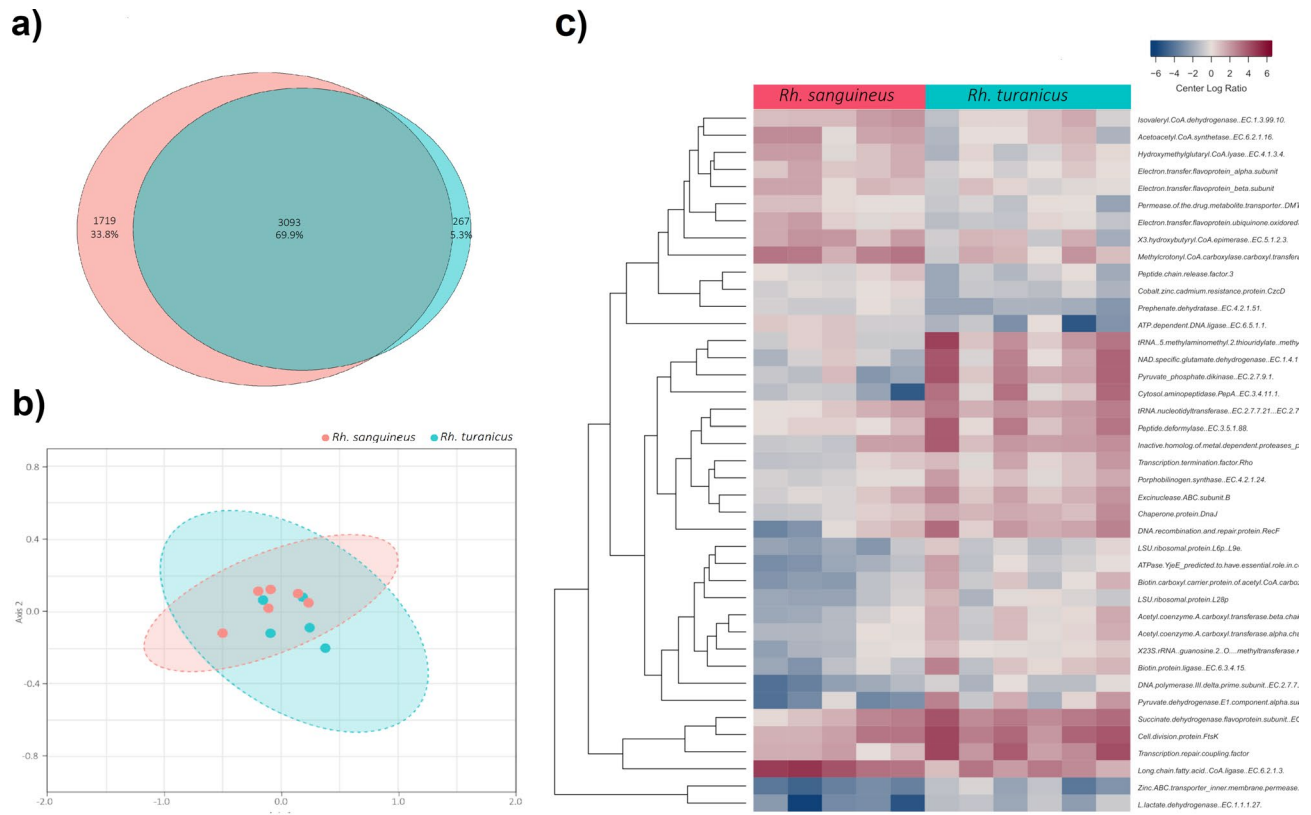 a)
1719
33.8%
3093
69.9%
267
5.3%
b)
Rh. sanguineus Rh. turanicus
0.8
0.4
0.0
-0.4
-0.8
Axis 2
-2.0 -1.0 0.0 1.0 2.0
c)
-6 -4 -2 0 2 4 6
Center Log Ratio
Rh. sanguineus Rh. turanicus
Isovaleryl.CoA.dehydrogenase..EC.1.3.99.10.
Acetoacetyl.CoA.synthetase..EC.6.2.1.16.
Hydroxymethylglutaryl.CoA.lyase..EC.4.1.3.4.
Electron.transfer.flavoprotein_alpha.subunit
Electron.transfer.flavoprotein_beta.subunit
Permease.of.the.drug.metabolite.transporter..DMT
Electron.transfer.flavoprotein.ubiquinone.oxidored
X3.hydroxybutyryl.CoA.epimerase..EC.5.1.2.3.
Methylcrotonyl.CoA.carboxylase.carboxyl.transfera
Peptide.chain.release.factor.3
Cobalt.zinc.cadmium.resistance.protein.CzcD
Prephenate.dehydratase..EC.4.2.1.51.
ATP.dependent.DNA.ligase..EC.6.5.1.1.
tRNA..5.methylaminomethyl.2.thiouridylate..methy
NAD.specific.glutamate.dehydrogenase..EC.1.4.1
Pyruvate_phosphate.dikinase..EC.2.7.9.1.
Cytosol.aminopeptidase.PepA..EC.3.4.11.1.
tRNA.nucleotidyltransferase..EC.2.7.7.21...EC.2.7
Peptide.deformylase..EC.3.5.1.88.
Inactive.homolog.of.metal.dependent.proteases_p
Transcription.termination.factor.Rho
Porphobilinogen.synthase..EC.4.2.1.24.
Excinuclease.ABC.subunit.B
Chaperone.protein.DnaJ
DNA.recombination.and.repair.protein.RecF
LSU.ribosomal.protein.L6p..L9e.
ATPase.YjeE_predicted.to.have.essential.role.in.c
Biotin.carboxyl.carrier.protein.of.acetyl.CoA.carbox
LSU.ribosomal.protein.L28p
Acetyl.coenzyme.A.carboxyl.transferase.beta.chai
Acetyl.coenzyme.A.carboxyl.transferase.alpha.cha
X23S.rRNA..guanosine.2..O....methyltransferase.r
Biotin.protein.ligase..EC.6.3.4.15.
DNA.polymerase.III.delta.prime.subunit..EC.2.7.7.
Pyruvate.dehydrogenase.E1.component.alpha.sub
Succinate.dehydrogenase.flavoprotein.subunit..EC
Cell.division.protein.FtsK
Transcription.repair.coupling.factor
Long.chain.fatty.acid..CoA.ligase..EC.6.2.1.3.
Zinc.ABC.transporter_inner.membrane.permease.
L.lactate.dehydrogenase..EC.1.1.1.27.